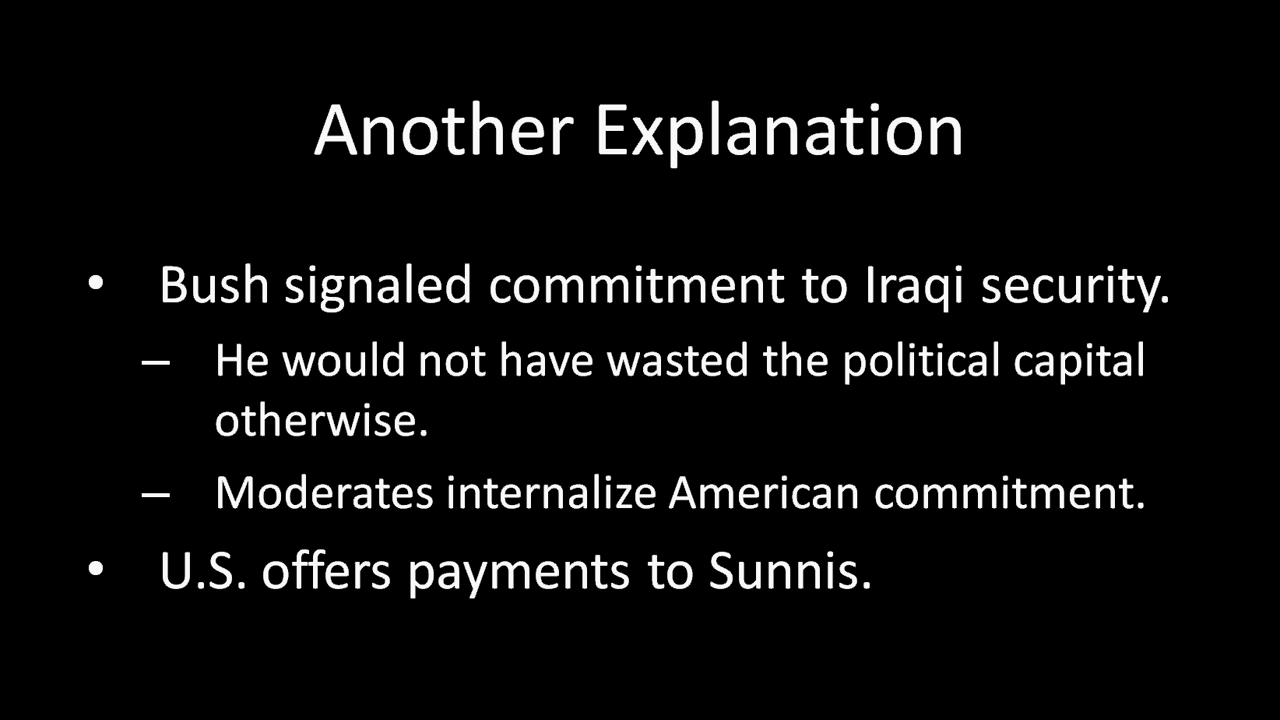 Another Explanation
• Bush signaled commitment to Iraqi security.
– He would not have wasted the political capital
otherwise.
– Moderates internalize American commitment.
• U.S. offers payments to Sunnis.